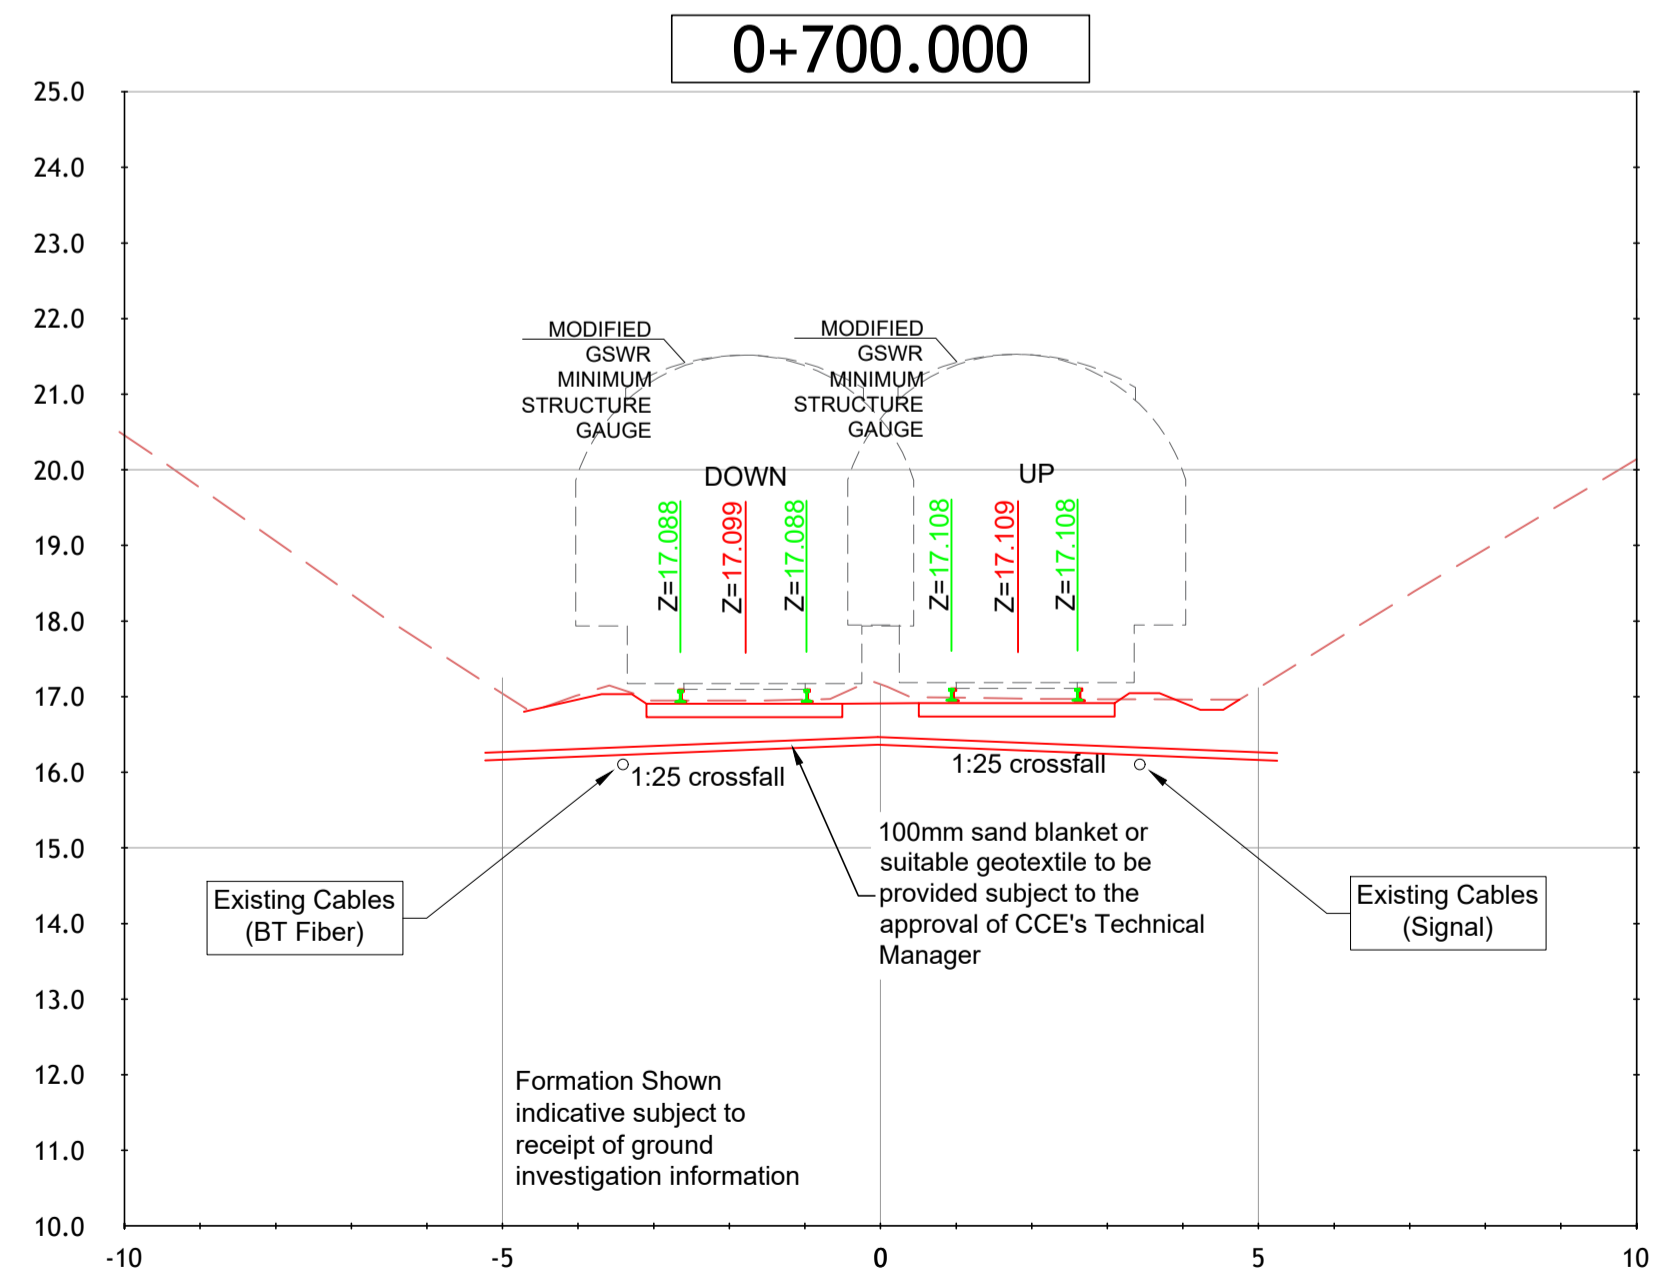 0+700.000
25.0
24.0
23.0
22.0
21.0
20.0
19.0
18.0
17.0
16.0
15.0
14.0
13.0
12.0
11.0
10.0
-10
-5
0
5
10
MODIFIED
GSWR
MINIMUM
STRUCTURE
GAUGE
MODIFIED
GSWR
MINIMUM
STRUCTURE
GAUGE
DOWN
UP
Z=17.088
Z=17.099
Z=17.088
Z=17.108
Z=17.109
Z=17.108
1:25 crossfall
1:25 crossfall
100mm sand blanket or
suitable geotextile to be
provided subject to the
approval of CCE's Technical
Manager
Existing Cables
(BT Fiber)
Existing Cables
(Signal)
Formation Shown
indicative subject to
receipt of ground
investigation information